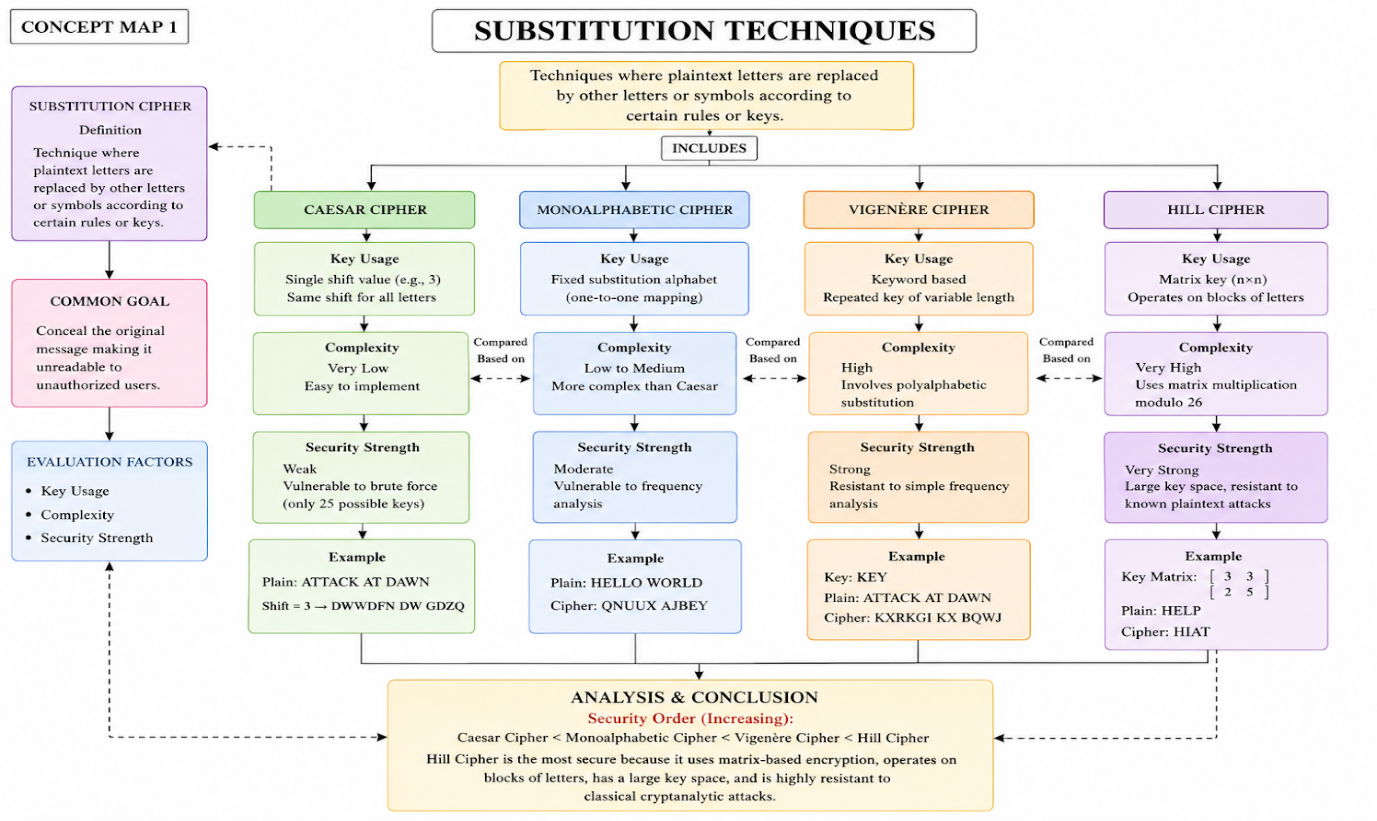 CONCEPT MAP 1
SUBSTITUTION TECHNIQUES
Techniques where plaintext letters are replaced
by other letters or symbols according to
certain rules or keys.
INCLUDES
SUBSTITUTION CIPHER
Definition
Technique where
plaintext letters are
replaced by other letters
or symbols according to
certain rules or keys.
COMMON GOAL
Conceal the original
message making it
unreadable to
unauthorized users.
EVALUATION FACTORS
• Key Usage
• Complexity
• Security Strength
CAESAR CIPHER
Key Usage
Single shift value (e.g., 3)
Same shift for all letters
Complexity
Very Low
Easy to implement
Security Strength
Weak
Vulnerable to brute force
(only 25 possible keys)
Example
Plain: ATTACK AT DAWN
Shift = 3 → DWWDFN DW GDZQ
Compared
Based on
MONOALPHABETIC CIPHER
Key Usage
Fixed substitution alphabet
(one-to-one mapping)
Complexity
Low to Medium
More complex than Caesar
Security Strength
Moderate
Vulnerable to frequency
analysis
Example
Plain: HELLO WORLD
Cipher: QNUUX AJBEY
Compared
Based on
VIGENÈRE CIPHER
Key Usage
Keyword based
Repeated key of variable length
Complexity
High
Involves polyalphabetic
substitution
Security Strength
Strong
Resistant to simple frequency
analysis
Example
Key: KEY
Plain: ATTACK AT DAWN
Cipher: KXRKGI KX BQWJ
Compared
Based on
HILL CIPHER
Key Usage
Matrix key (n×n)
Operates on blocks of letters
Complexity
Very High
Uses matrix multiplication
modulo 26
Security Strength
Very Strong
Large key space, resistant to
known plaintext attacks
Example
Key Matrix: [ 3 3 ]
[ 2 5 ]
Plain: HELP
Cipher: HIAT
ANALYSIS & CONCLUSION
Security Order (Increasing):
Caesar Cipher < Monoalphabetic Cipher < Vigenère Cipher < Hill Cipher
Hill Cipher is the most secure because it uses matrix-based encryption, operates on
blocks of letters, has a large key space, and is highly resistant to
classical cryptanalytic attacks.